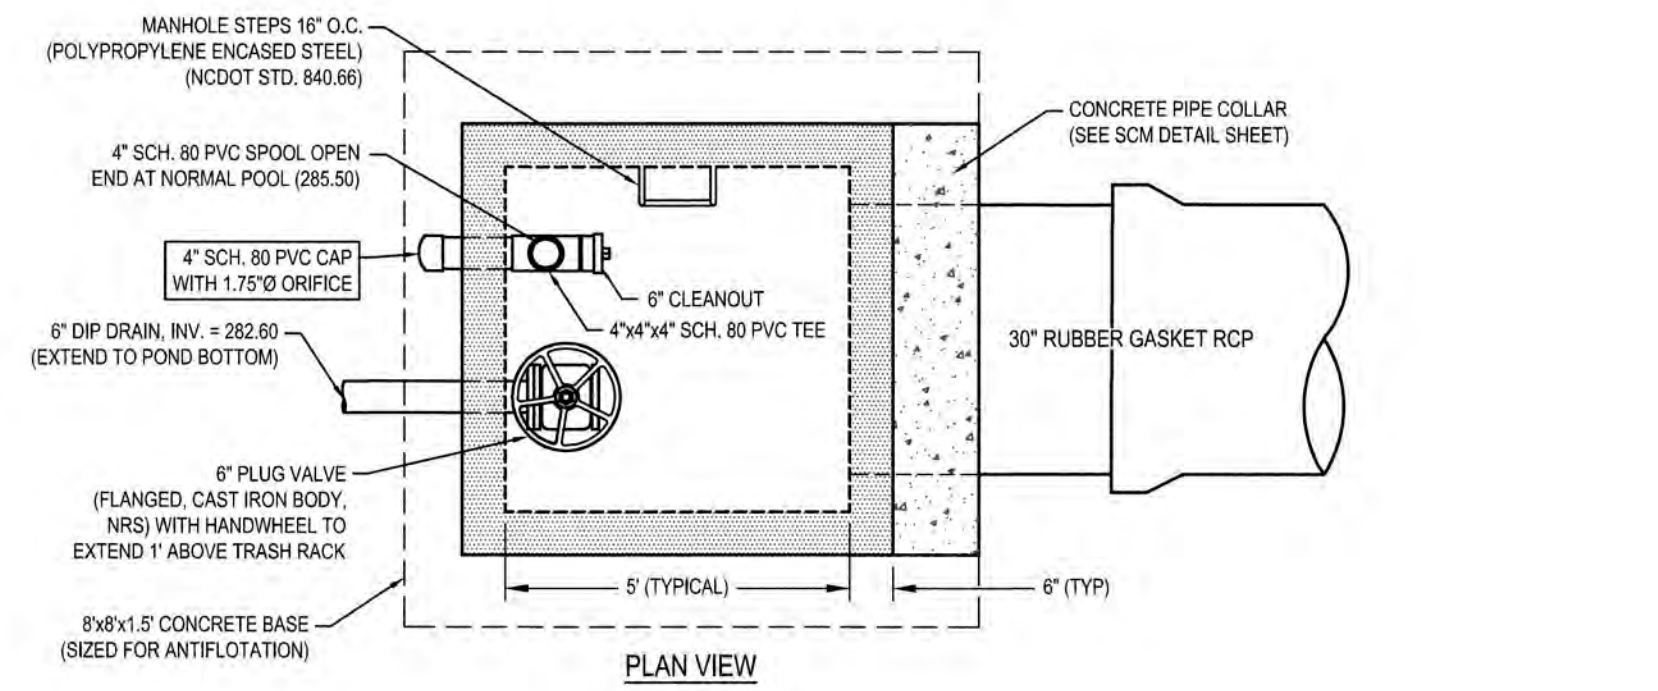 MANHOLE STEPS 16" O.C.
(POLYPROPYLENE ENCASED STEEL)
(NCDOT STD. 840.66)
4" SCH. 80 PVC SPOOL OPEN
END AT NORMAL POOL (285.50)
4" SCH. 80 PVC CAP
WITH 1.75"Ø ORIFICE
6" DIP DRAIN, INV. = 282.60
(EXTEND TO POND BOTTOM)
6" PLUG VALVE
(FLANGED, CAST IRON BODY,
NRS) WITH HANDWHEEL TO
EXTEND 1' ABOVE TRASH RACK
8'x8'x1.5' CONCRETE BASE
(SIZED FOR ANTIFLOTATION)
6" CLEANOUT
4"x4"x4" SCH. 80 PVC TEE
CONCRETE PIPE COLLAR
(SEE SCM DETAIL SHEET)
30" RUBBER GASKET RCP
5' (TYPICAL)
6" (TYP)
PLAN VIEW